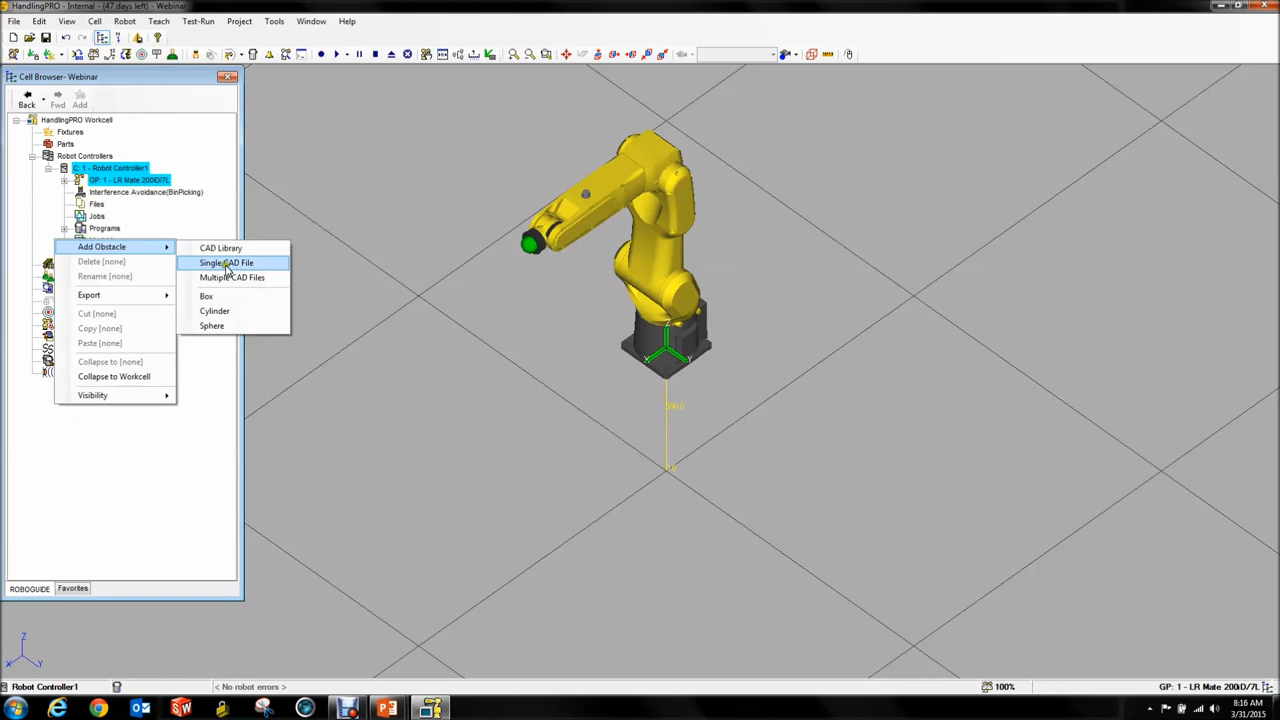 HandlingPRO - Internal - (47 days left) - Webinar
File Edit View Cell Robot Teach Test-Run Project Tools Window Help
Cell Browser- Webinar
Back Fwd Add
HandlingPRO Workcell
Fixtures
Parts
Robot Controllers
C: 1 - Robot Controller1
GP: 1 - LR Mate 200iD/7L
Interference Avoidance(BinPicking)
Files
Jobs
Programs
Add Obstacle
Delete [none]
Rename [none]
Export
Cut [none]
Copy [none]
Paste [none]
Collapse to [none]
Collapse to Workcell
Visibility
CAD Library
Single CAD File
Multiple CAD Files
Box
Cylinder
Sphere
Z
X Y
500.0
0.0
ROBOGUIDE Favorites
Z
X Y
Robot Controller1 < No robot errors > 100% GP: 1 - LR Mate 200iD/7L
8:16 AM
3/31/2015